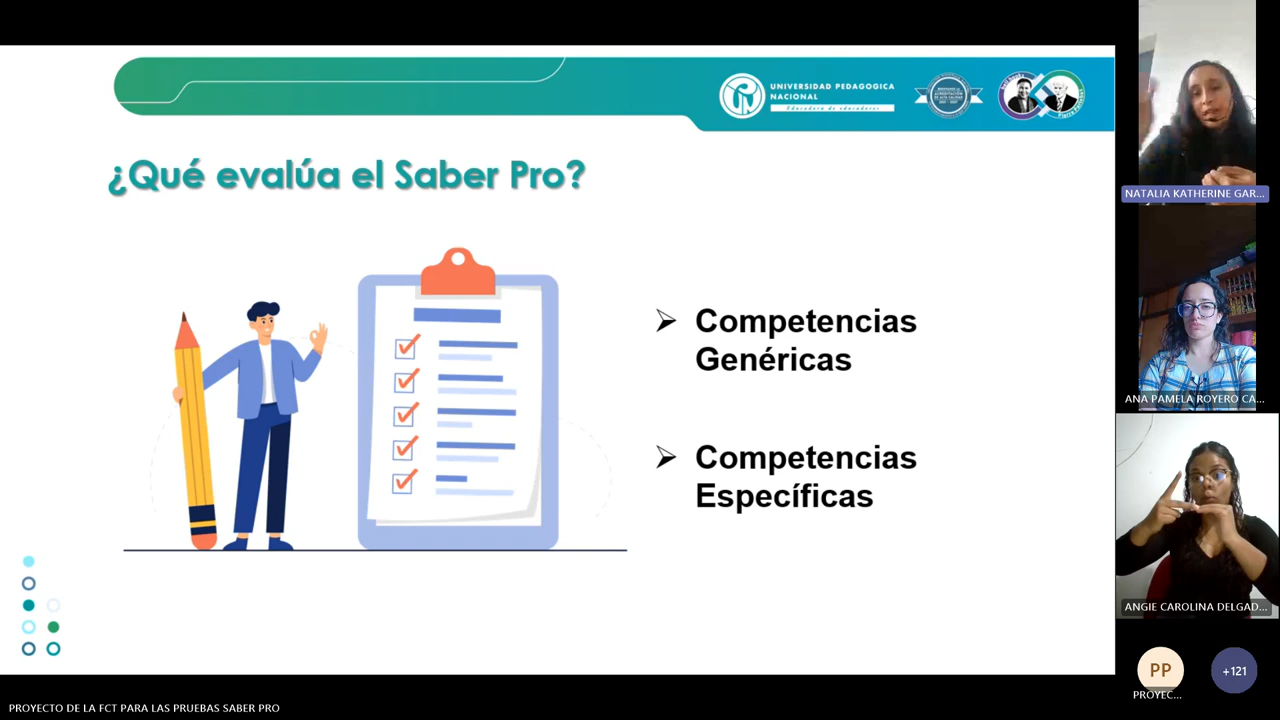 UNIVERSIDAD PEDAGOGICA
NACIONAL
Educadora de educadores
¿Qué evalúa el Saber Pro?
Competencias
Genéricas
Competencias
Específicas
NATALIA KATHERINE GAR...
ANA PAMELA ROYERO CA...
ANGIE CAROLINA DELGAD...
PP
PROYEC...
+121
PROYECTO DE LA FCT PARA LAS PRUEBAS SABER PRO